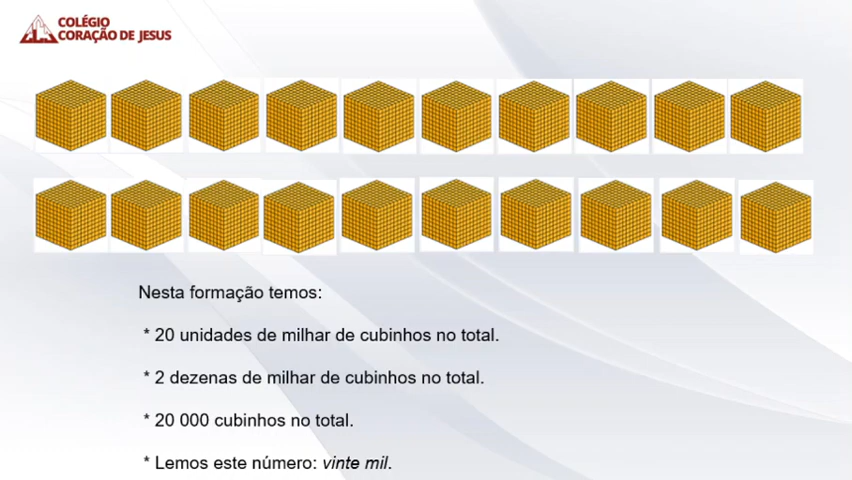 COLÉGIO
CORAÇÃO DE JESUS
Nesta formação temos:
* 20 unidades de milhar de cubinhos no total.
* 2 dezenas de milhar de cubinhos no total.
* 20 000 cubinhos no total.
* Lemos este número: vinte mil.